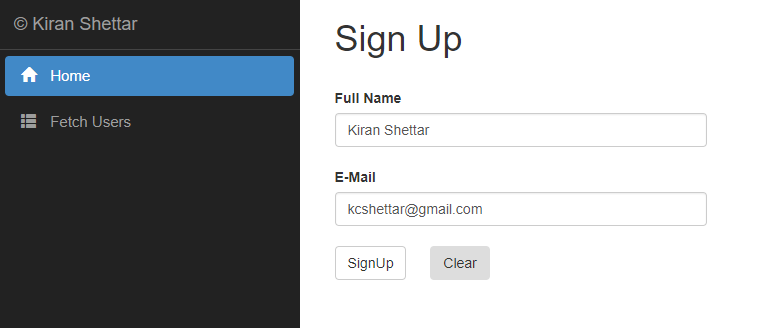 © Kiran Shettar
Home
Fetch Users
Sign Up
Full Name
Kiran Shettar
E-Mail
kcshettar@gmail.com
SignUp Clear